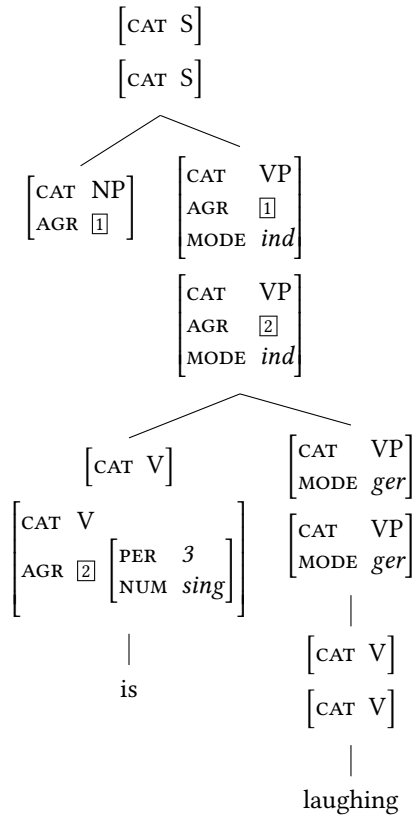 [CAT S]
[CAT S]
[CAT NP
AGR 1]
[CAT VP
AGR 1
MODE ind]
[CAT VP
AGR 2
MODE ind]
[CAT V]
[CAT V
AGR 2 [PER 3
NUM sing]]
is
[CAT VP
MODE ger]
[CAT VP
MODE ger]
[CAT V]
[CAT V]
laughing